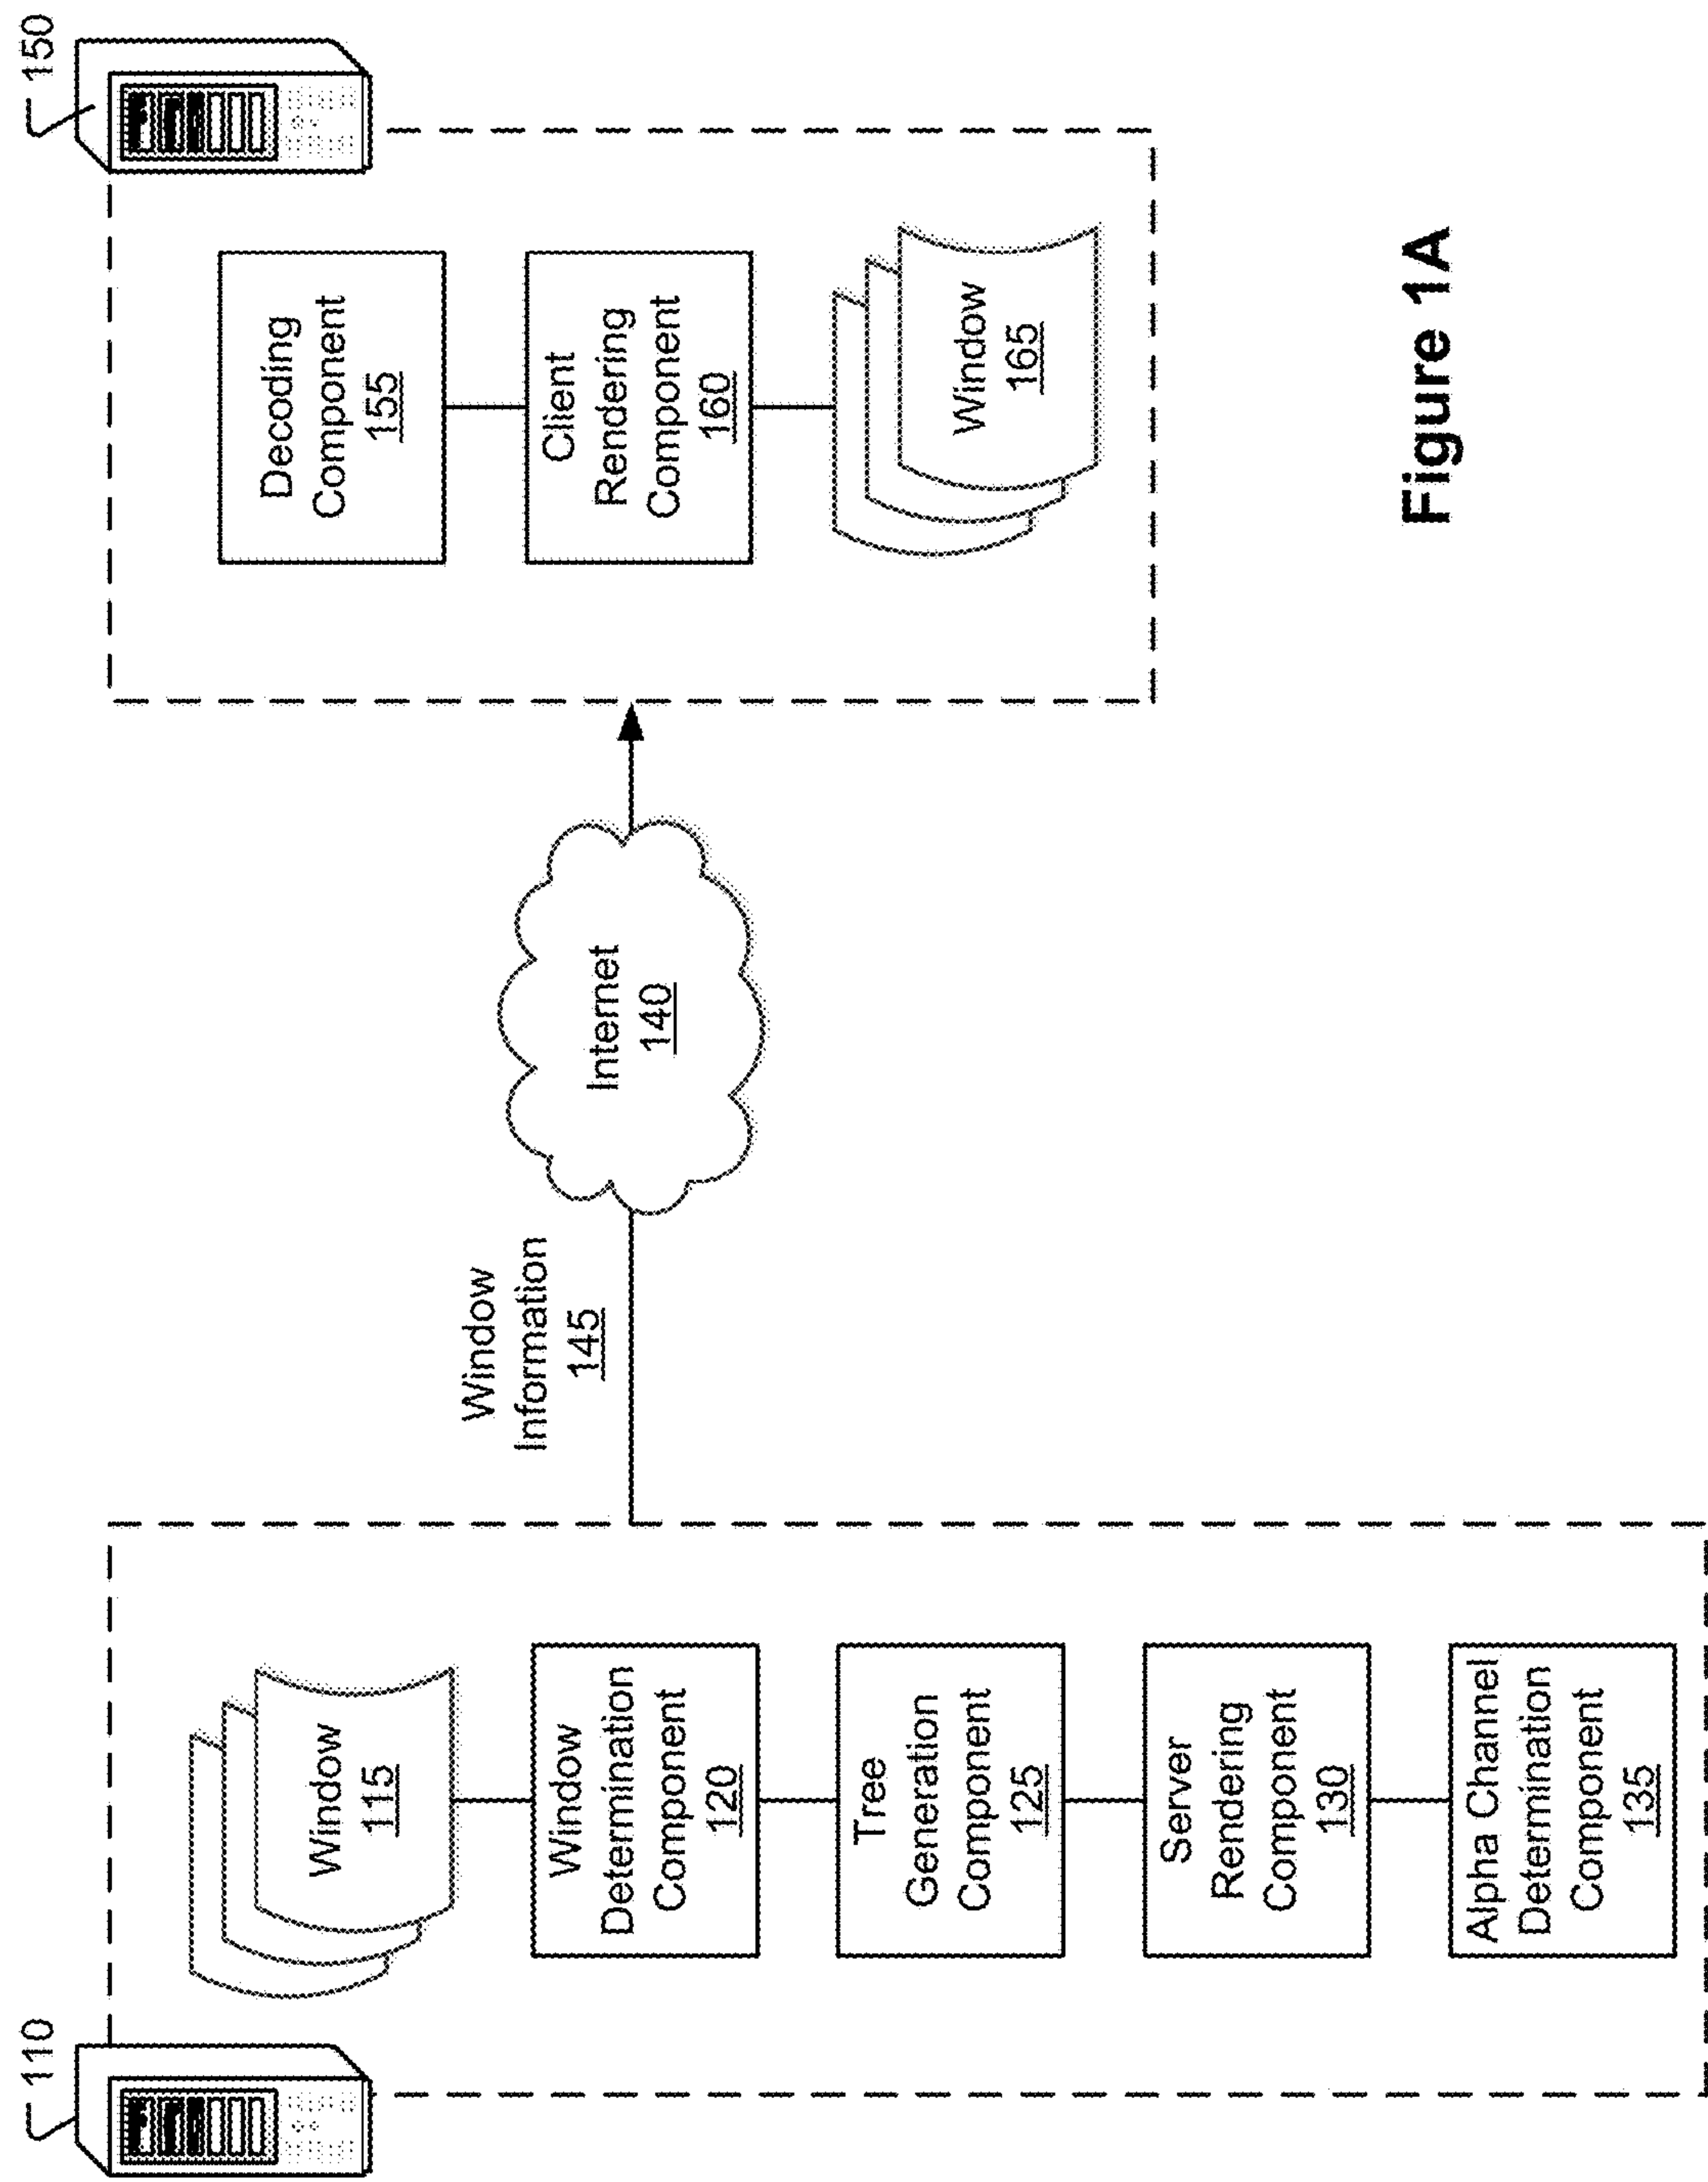 110
Window
115
Window
Determination
Component
120
Tree
Generation
Component
125
Server
Rendering
Component
130
Alpha Channel
Determination
Component
135
Window
Information
145
Internet
140
150
Decoding
Component
155
Client
Rendering
Component
160
Window
165
Figure 1A